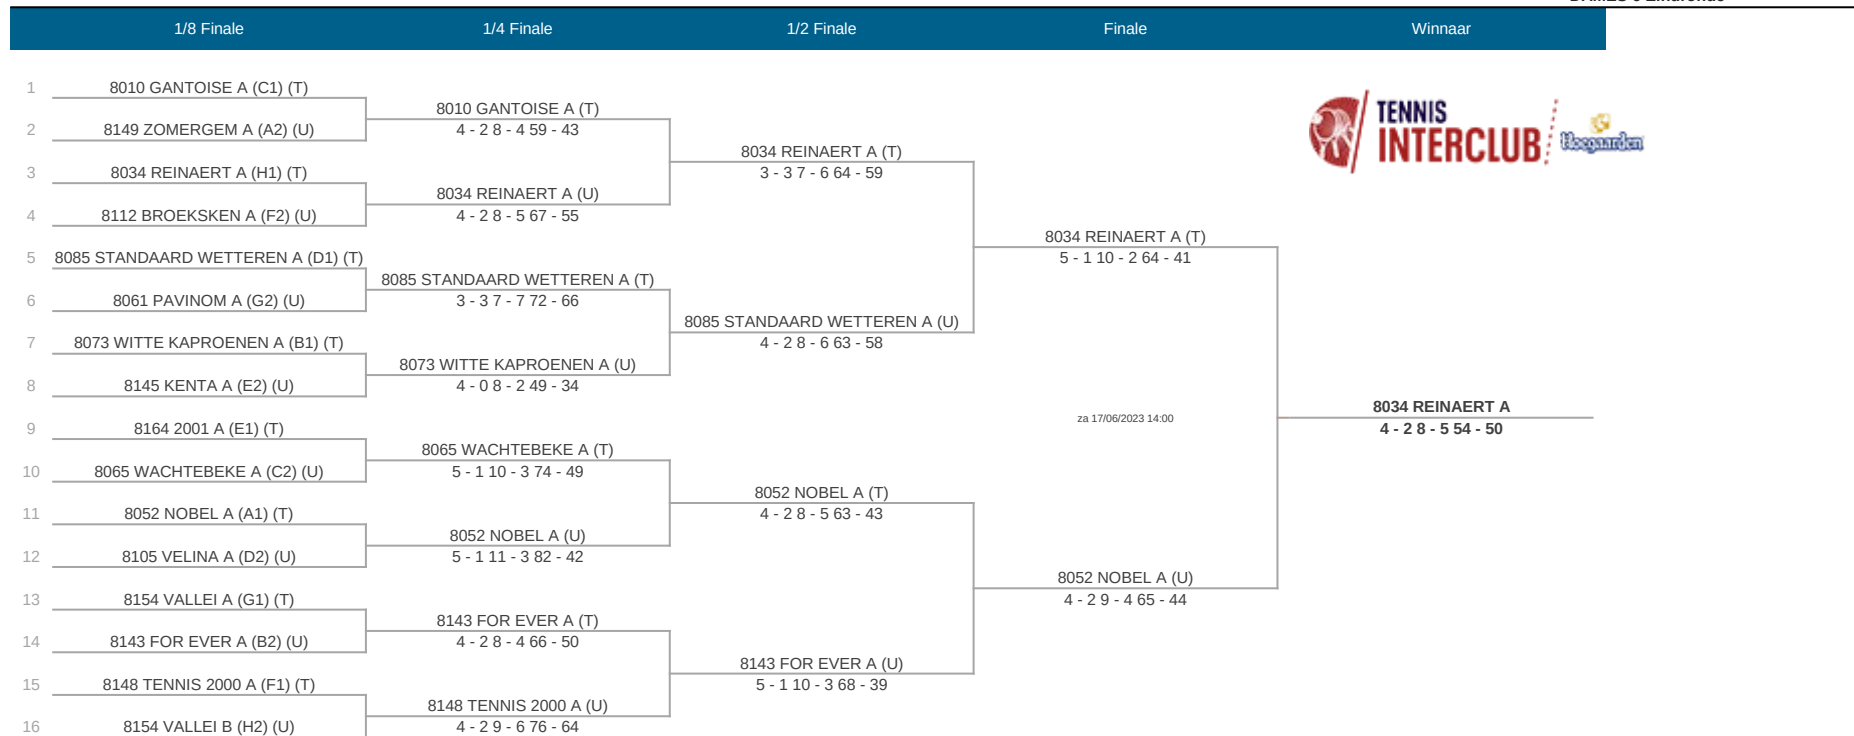 1/8 Finale 1/4 Finale 1/2 Finale Finale Winnaar
1 8010 GANTOISE A (C1) (T)
8010 GANTOISE A (T)
2 8149 ZOMERGEM A (A2) (U)
4 - 2 8 - 4 59 - 43
8034 REINAERT A (T)
3 8034 REINAERT A (H1) (T)
3 - 3 7 - 6 64 - 59
8034 REINAERT A (U)
4 8112 BROEKSKEN A (F2) (U)
4 - 2 8 - 5 67 - 55
8034 REINAERT A (T)
5 8085 STANDAARD WETTEREN A (D1) (T)
5 - 1 10 - 2 64 - 41
8085 STANDAARD WETTEREN A (T)
6 8061 PAVINOM A (G2) (U)
3 - 3 7 - 7 72 - 66
8085 STANDAARD WETTEREN A (U)
7 8073 WITTE KAPROENEN A (B1) (T)
4 - 2 8 - 6 63 - 58
8073 WITTE KAPROENEN A (U)
8 8145 KENTA A (E2) (U)
4 - 0 8 - 2 49 - 34
8034 REINAERT A
za 17/06/2023 14:00
9 8164 2001 A (E1) (T)
4 - 2 8 - 5 54 - 50
8065 WACHTEBEKE A (T)
10 8065 WACHTEBEKE A (C2) (U)
5 - 1 10 - 3 74 - 49
8052 NOBEL A (T)
11 8052 NOBEL A (A1) (T)
4 - 2 8 - 5 63 - 43
8052 NOBEL A (U)
12 8105 VELINA A (D2) (U)
5 - 1 11 - 3 82 - 42
8052 NOBEL A (U)
13 8154 VALLEI A (G1) (T)
4 - 2 9 - 4 65 - 44
8143 FOR EVER A (T)
14 8143 FOR EVER A (B2) (U)
4 - 2 8 - 4 66 - 50
8143 FOR EVER A (U)
15 8148 TENNIS 2000 A (F1) (T)
5 - 1 10 - 3 68 - 39
8148 TENNIS 2000 A (U)
16 8154 VALLEI B (H2) (U)
4 - 2 9 - 6 76 - 64
TENNIS
INTERCLUB
Hoegaarden